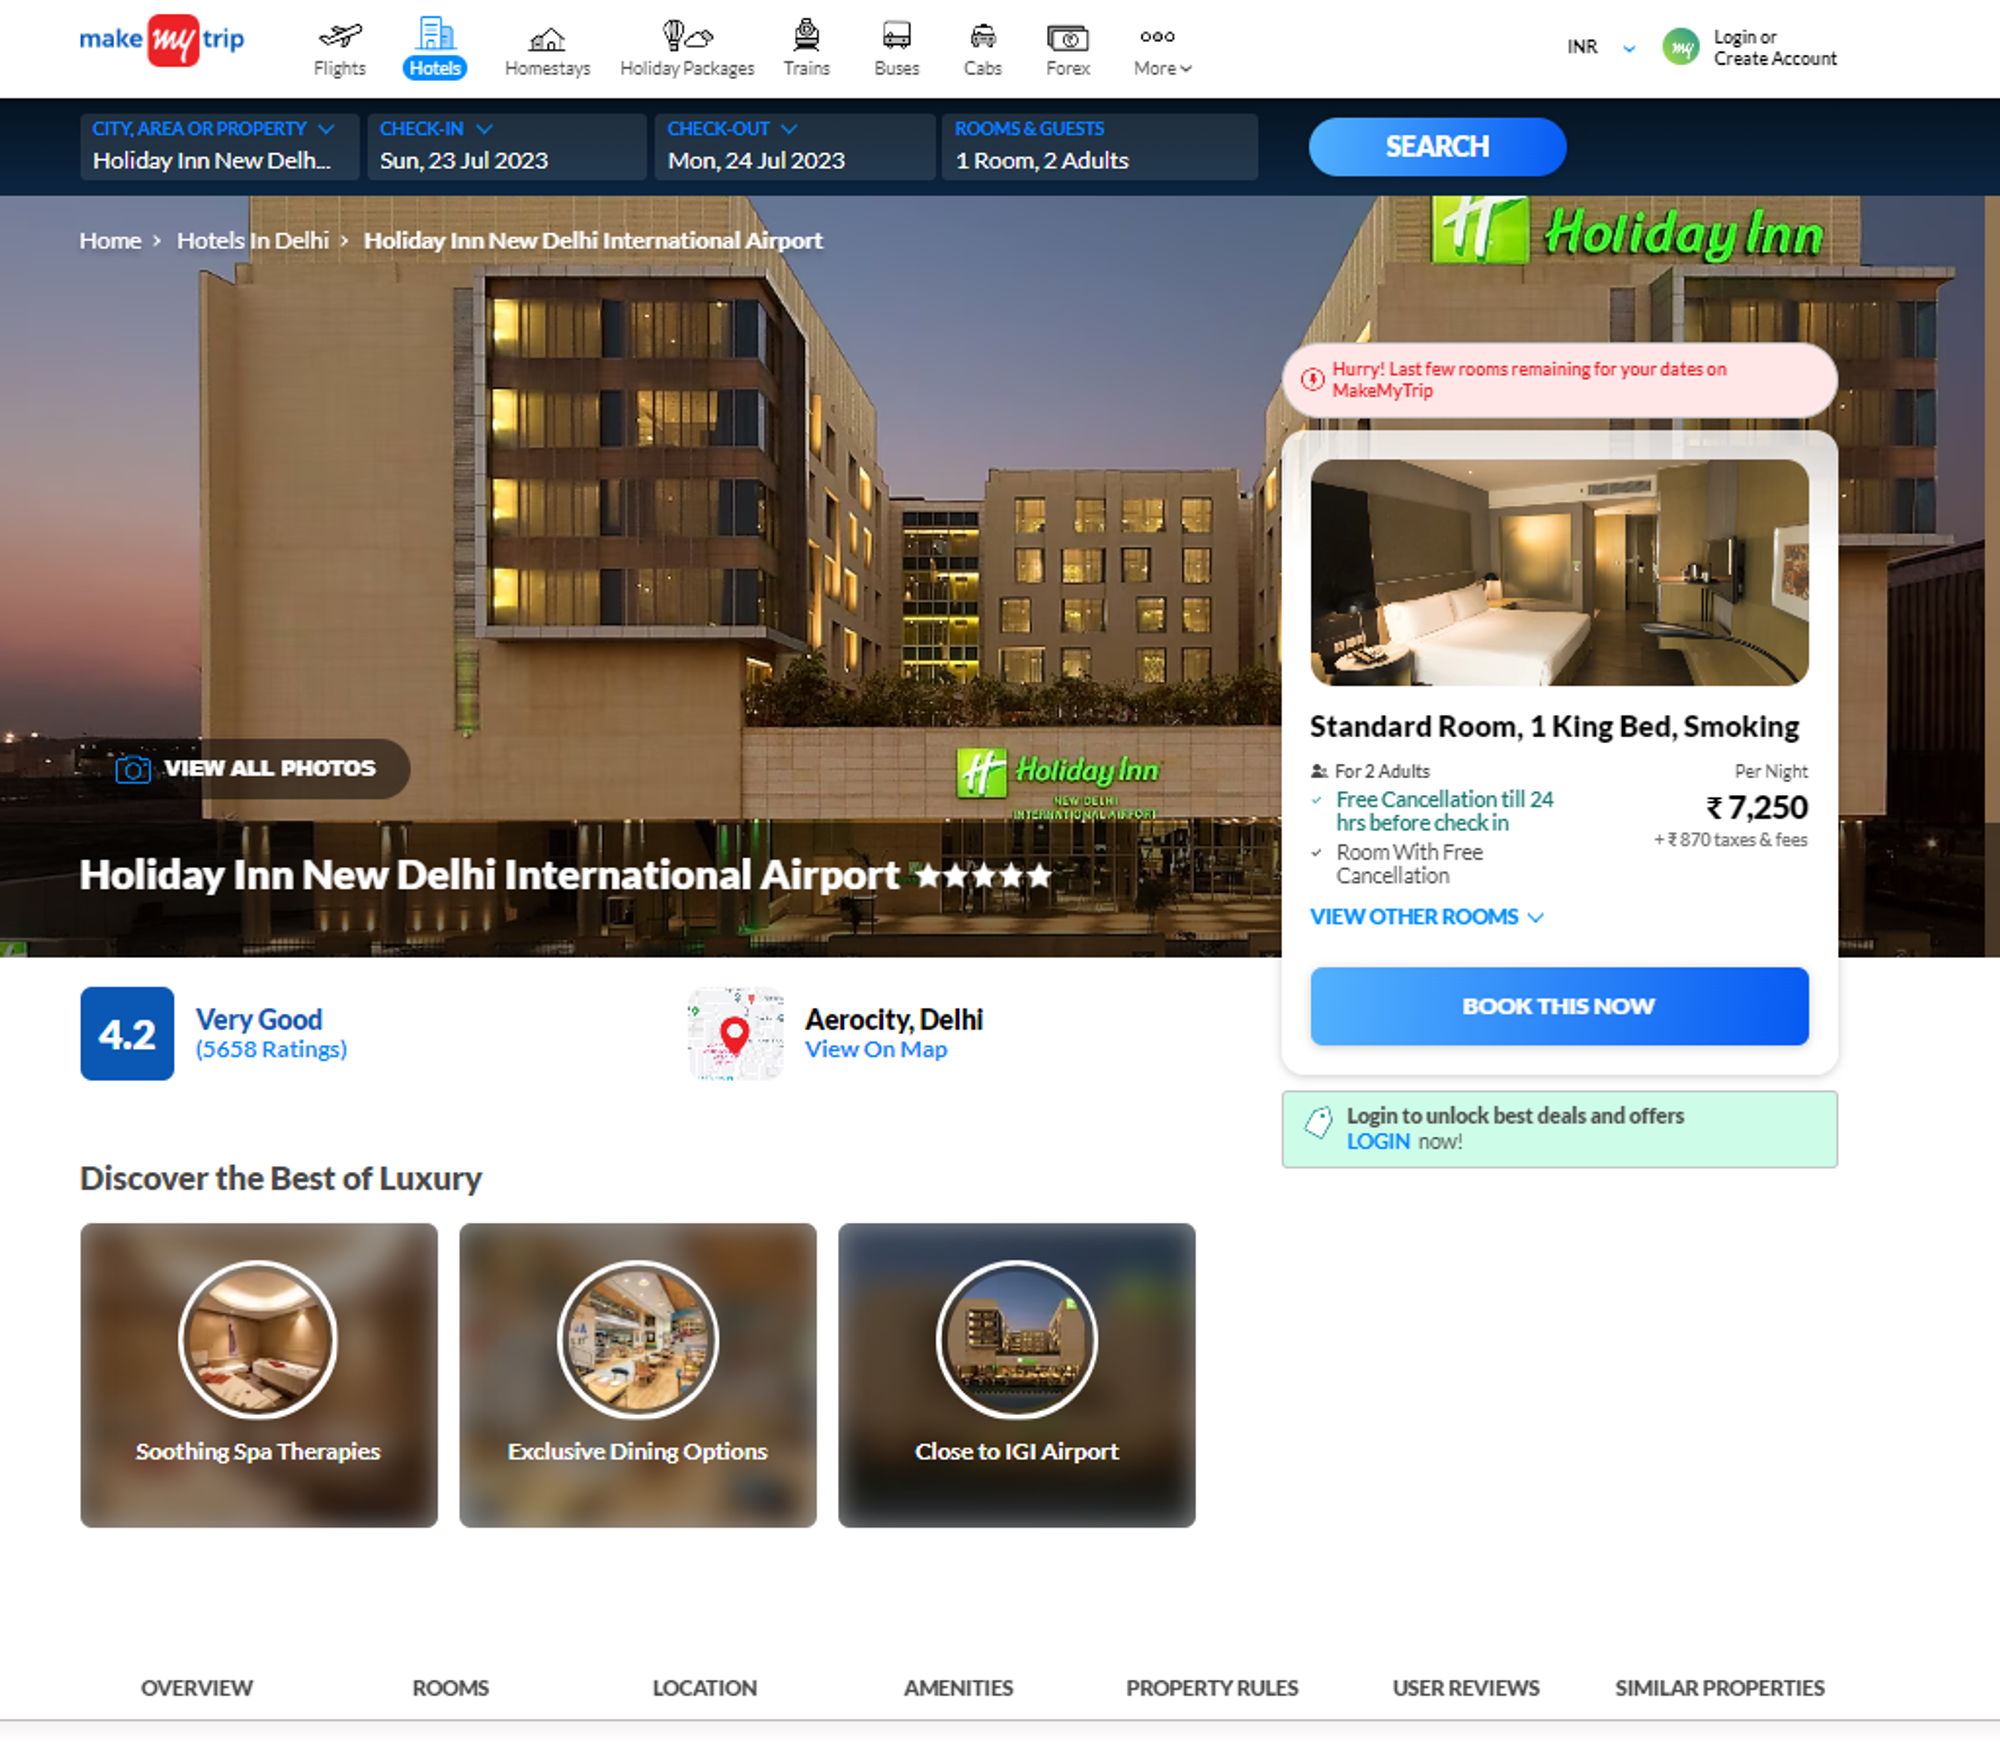 make my trip
Flights
Hotels
Homestays
Holiday Packages
Trains
Buses
Cabs
Forex
More
INR
my
Login or
Create Account
CITY, AREA OR PROPERTY
Holiday Inn New Delh...
CHECK-IN
Sun, 23 Jul 2023
CHECK-OUT
Mon, 24 Jul 2023
ROOMS & GUESTS
1 Room, 2 Adults
SEARCH
Home > Hotels In Delhi > Holiday Inn New Delhi International Airport
H Holiday Inn
Hurry! Last few rooms remaining for your dates on
MakeMyTrip
VIEW ALL PHOTOS
H Holiday Inn
NEW DELHI
INTERNATIONAL AIRPORT
Holiday Inn New Delhi International Airport
Standard Room, 1 King Bed, Smoking
For 2 Adults
Free Cancellation till 24
hrs before check in
Room With Free
Cancellation
Per Night
₹ 7,250
+ ₹ 870 taxes & fees
VIEW OTHER ROOMS
BOOK THIS NOW
4.2
Very Good
(5658 Ratings)
Aerocity, Delhi
View On Map
Login to unlock best deals and offers
LOGIN now!
Discover the Best of Luxury
Soothing Spa Therapies
Exclusive Dining Options
Close to IGI Airport
OVERVIEW
ROOMS
LOCATION
AMENITIES
PROPERTY RULES
USER REVIEWS
SIMILAR PROPERTIES